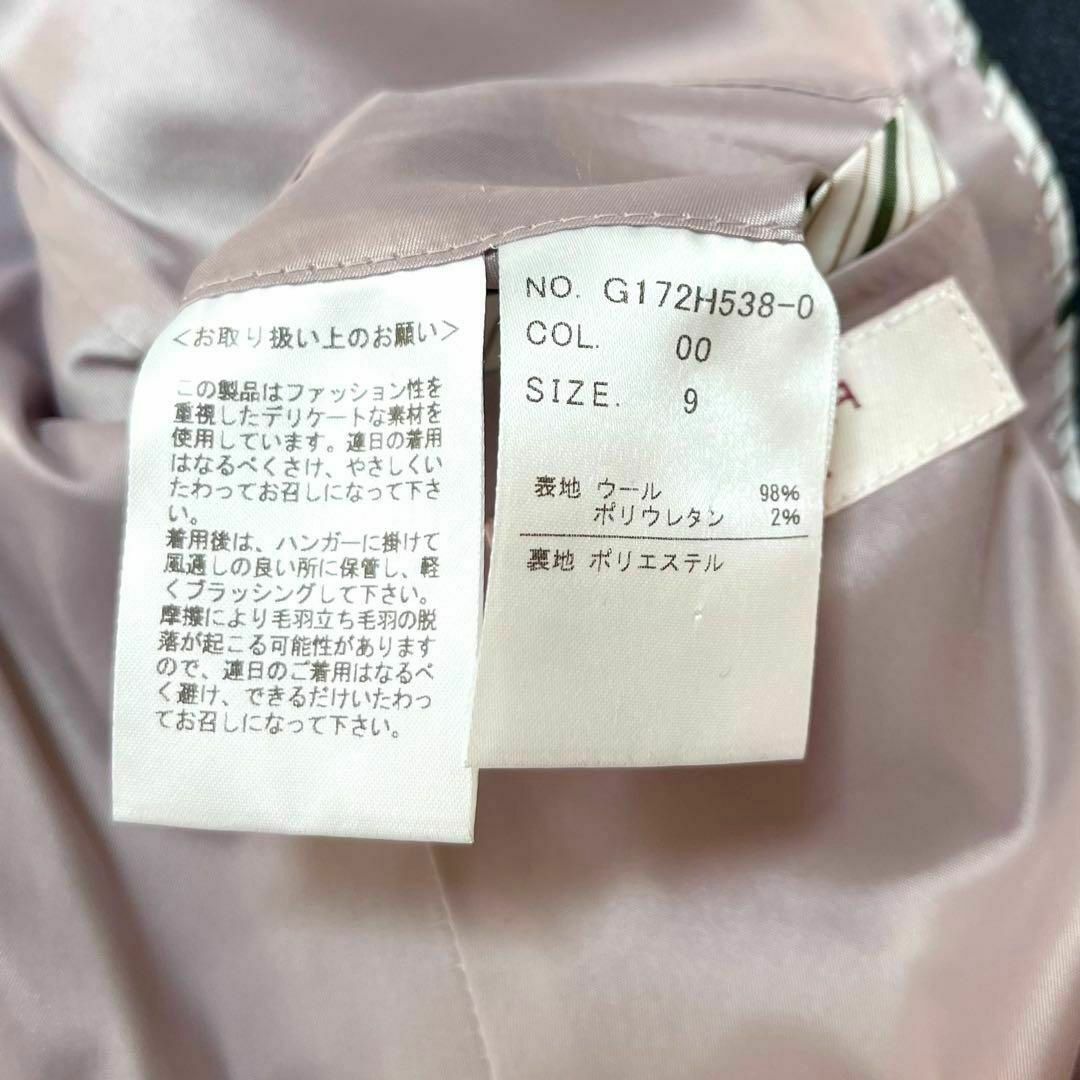 ＜お取り扱い上のお願い＞
この製品はファッション性を
重視したデリケートな素材を
使用しています。連日の着用
はなるべくさけ、やさしくい
たわってお召しになって下さ
い。
着用後は、ハンガーに掛けて
風通しの良い所に保管し、軽
くブラッシングして下さい。
摩擦により毛羽立ち毛羽の脱
落が起こる可能性があります
ので、連日のご着用はなるべ
く避け、できるだけいたわっ
てお召しになって下さい。
NO. G172H538-0
COL. 00
SIZE. 9
表地 ウール 98%
ポリウレタン 2%
裏地 ポリエステル
A